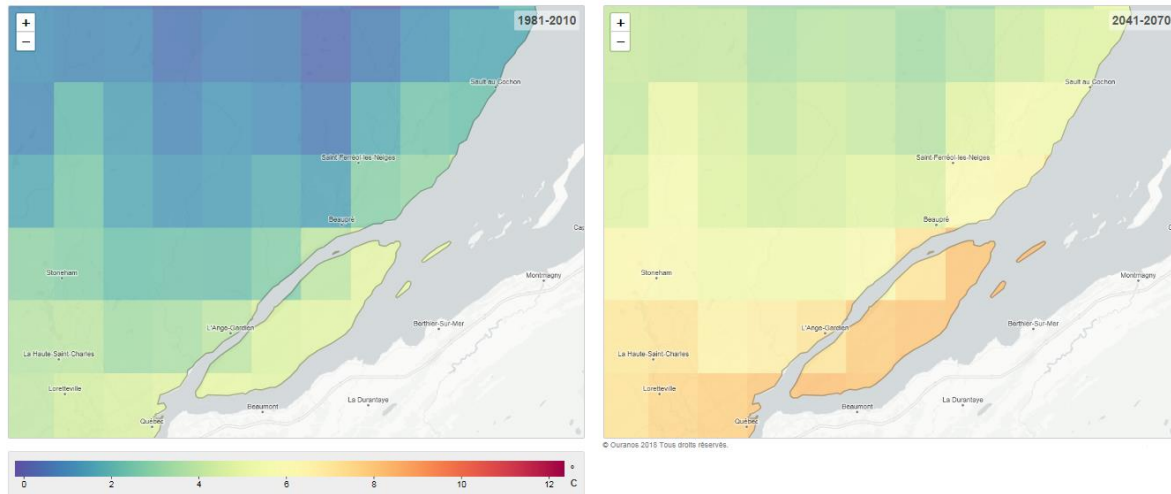 +
−
1981-2010
Sault au Cochon
Saint-Ferréol-les-Neiges
Beaupré
Stoneham
Montmagny
L'Ange-Gardien
Berthier-Sur-Mer
La Haute-Saint-Charles
Loretteville
La Durantaye
Beaumont
Québec
0 2 4 6 8 10 12
° C
+
−
2041-2070
Sault au Cochon
Saint-Ferréol-les-Neiges
Beaupré
Stoneham
Montmagny
L'Ange-Gardien
Berthier-Sur-Mer
La Haute-Saint-Charles
Loretteville
La Durantaye
Beaumont
Québec
© Ouranos 2018 Tous droits réservés.